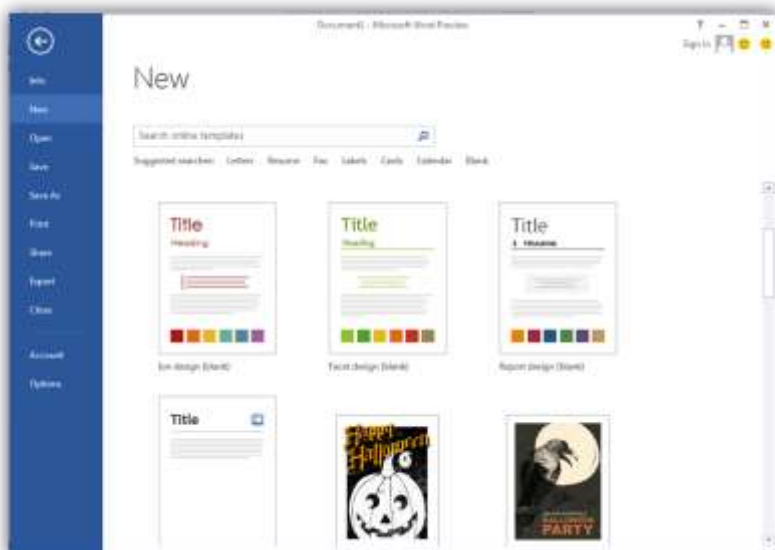 Document1 - Microsoft Word Preview
?
Sign in
Info
New
Open
Save
Save As
Print
Share
Export
Close
Account
Options
New
Search online templates
Suggested searches: Letters Resume Fax Labels Cards Calendar Blank
Title
Heading
Title
Heading
Title
1 HEADING
Ion design (blank)
Facet design (blank)
Report design (blank)
Title
Happy
Halloween
HALLOWEEN
PARTY